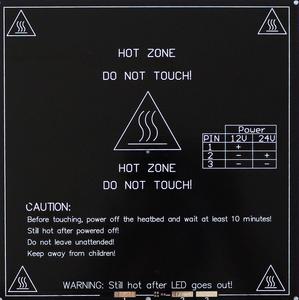 HOT ZONE
DO NOT TOUCH!
Power
PIN 12V 24V
1 +
2 - +
3 - -
HOT ZONE
DO NOT TOUCH!
CAUTION:
Before touching, power off the heatbed and wait at least 10 minutes!
Still hot after powered off!
Do not leave unattended!
Keep away from children!
WARNING: Still hot after LED goes out!